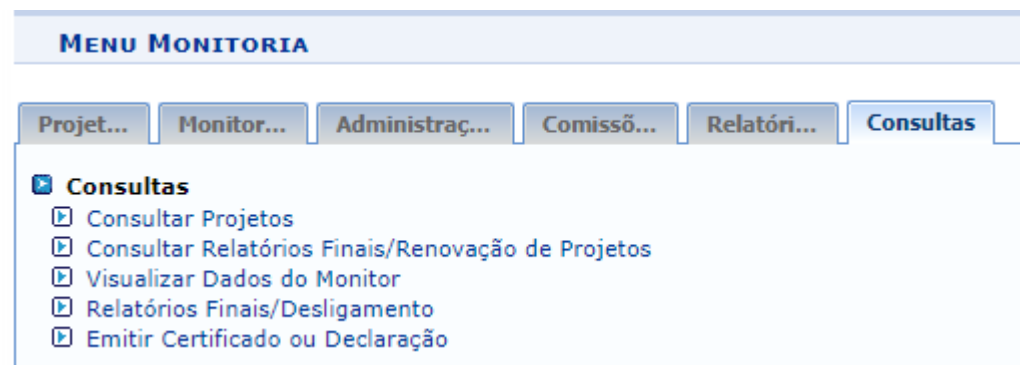 MENU MONITORIA
Projet... Monitor... Administraç... Comissõ... Relatóri... Consultas
Consultas
Consultar Projetos
Consultar Relatórios Finais/Renovação de Projetos
Visualizar Dados do Monitor
Relatórios Finais/Desligamento
Emitir Certificado ou Declaração